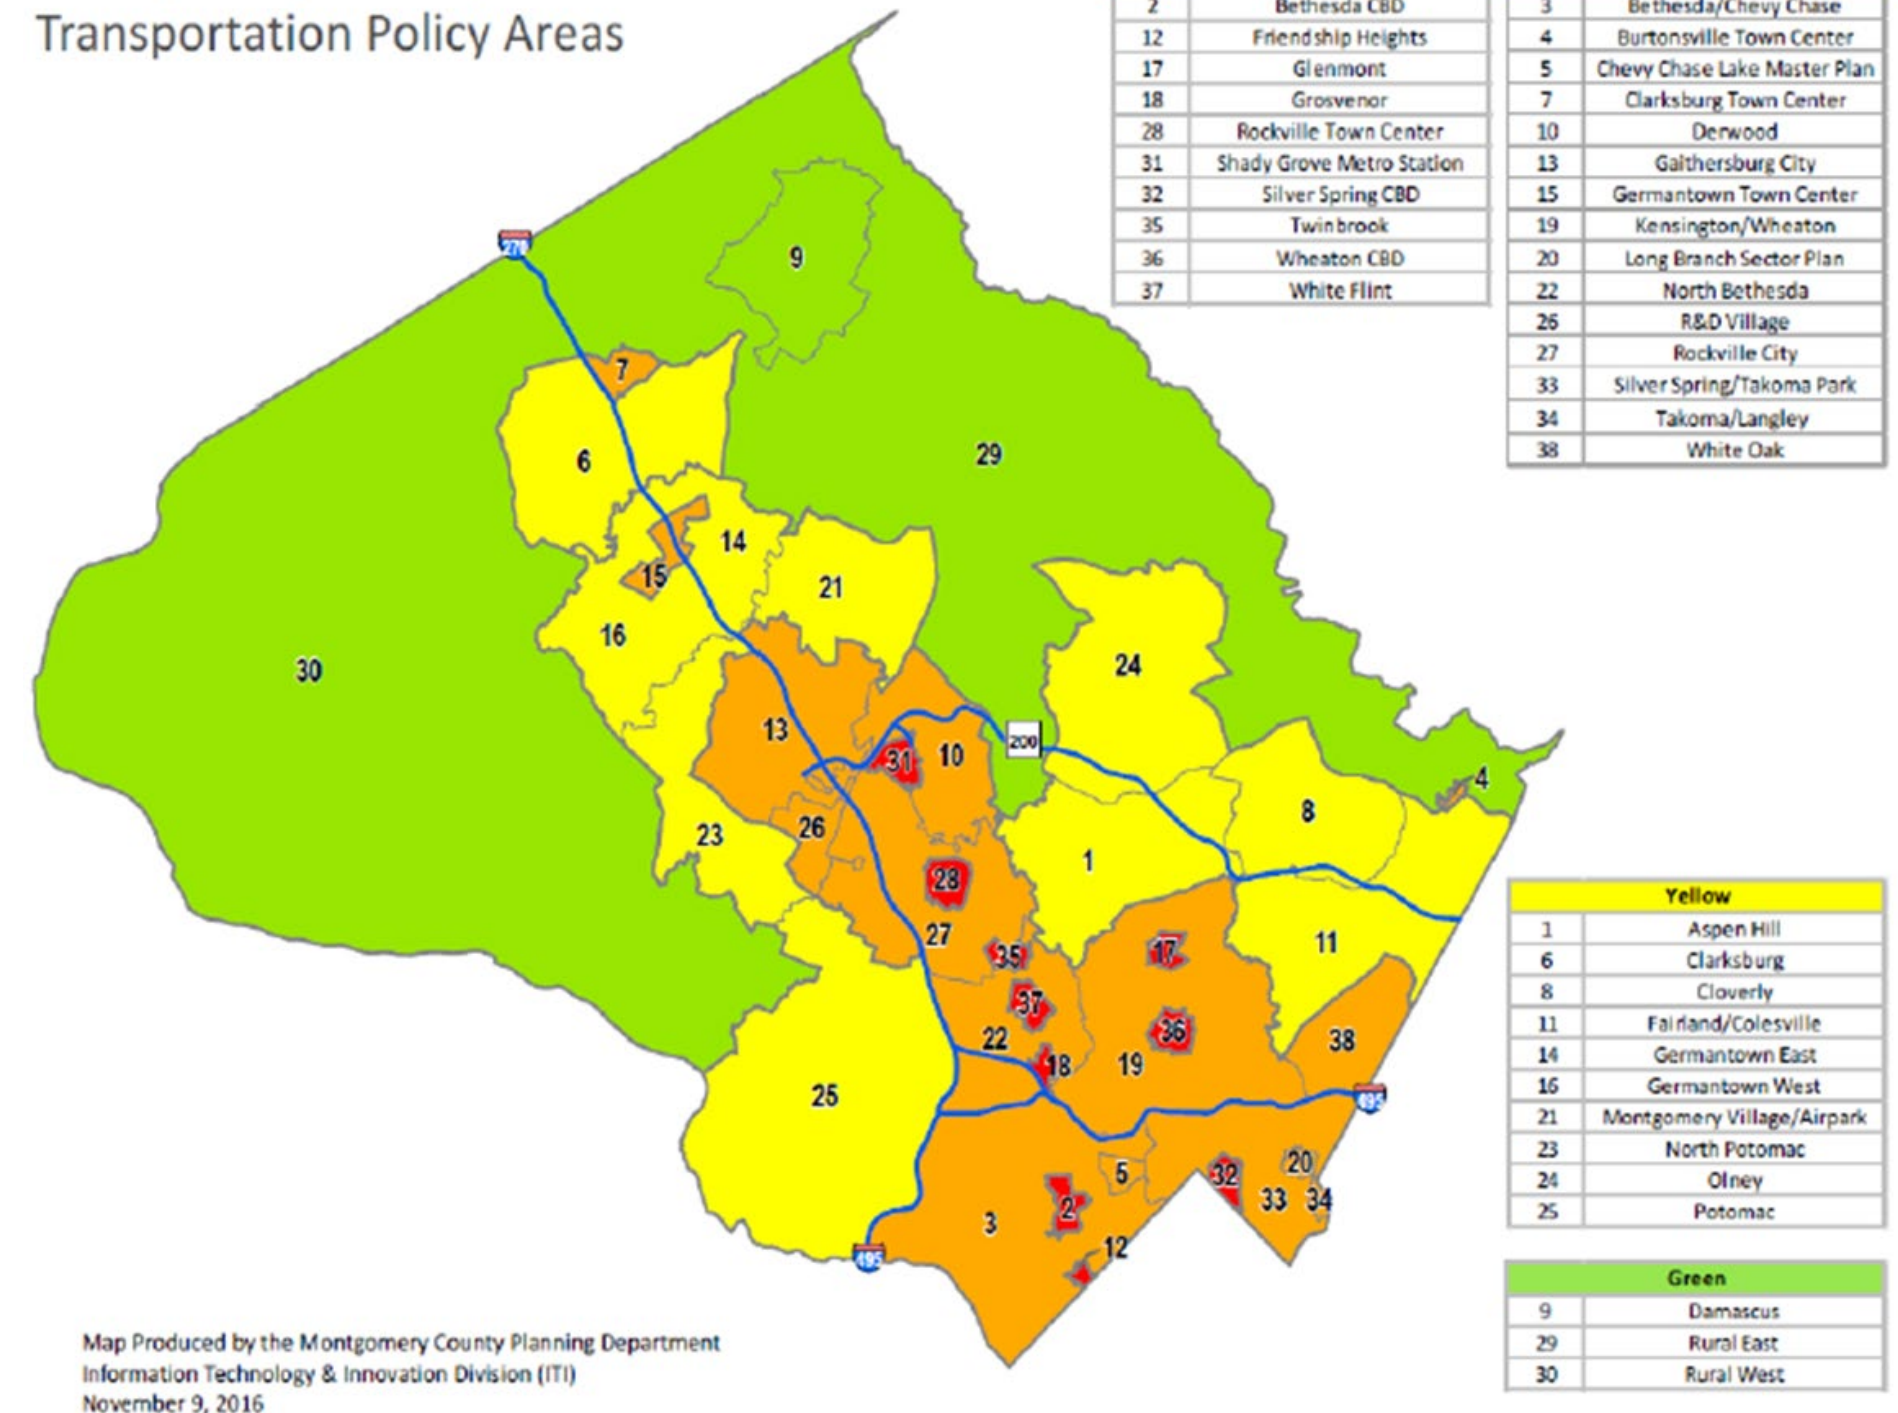 Transportation Policy Areas
2 Bethesda CBD
12 Friendship Heights
17 Glenmont
18 Grosvenor
28 Rockville Town Center
31 Shady Grove Metro Station
32 Silver Spring CBD
35 Twinbrook
36 Wheaton CBD
37 White Flint
3 Bethesda/Chevy Chase
4 Burtonsville Town Center
5 Chevy Chase Lake Master Plan
7 Clarksburg Town Center
10 Derwood
13 Gaithersburg City
15 Germantown Town Center
19 Kensington/Wheaton
20 Long Branch Sector Plan
22 North Bethesda
26 R&D Village
27 Rockville City
33 Silver Spring/Takoma Park
34 Takoma/Langley
38 White Oak
270
9
7
6
29
14
15
21
16
30
24
13
200
31
10
4
26
23
8
1
28
27
35
17
11
37
36
22
18
19
38
25
495
5
32
20
2
33
34
3
12
495
Yellow
1 Aspen Hill
6 Clarksburg
8 Cloverly
11 Fairland/Colesville
14 Germantown East
16 Germantown West
21 Montgomery Village/Airpark
23 North Potomac
24 Olney
25 Potomac
Green
9 Damascus
29 Rural East
30 Rural West
Map Produced by the Montgomery County Planning Department
Information Technology & Innovation Division (ITI)
November 9, 2016